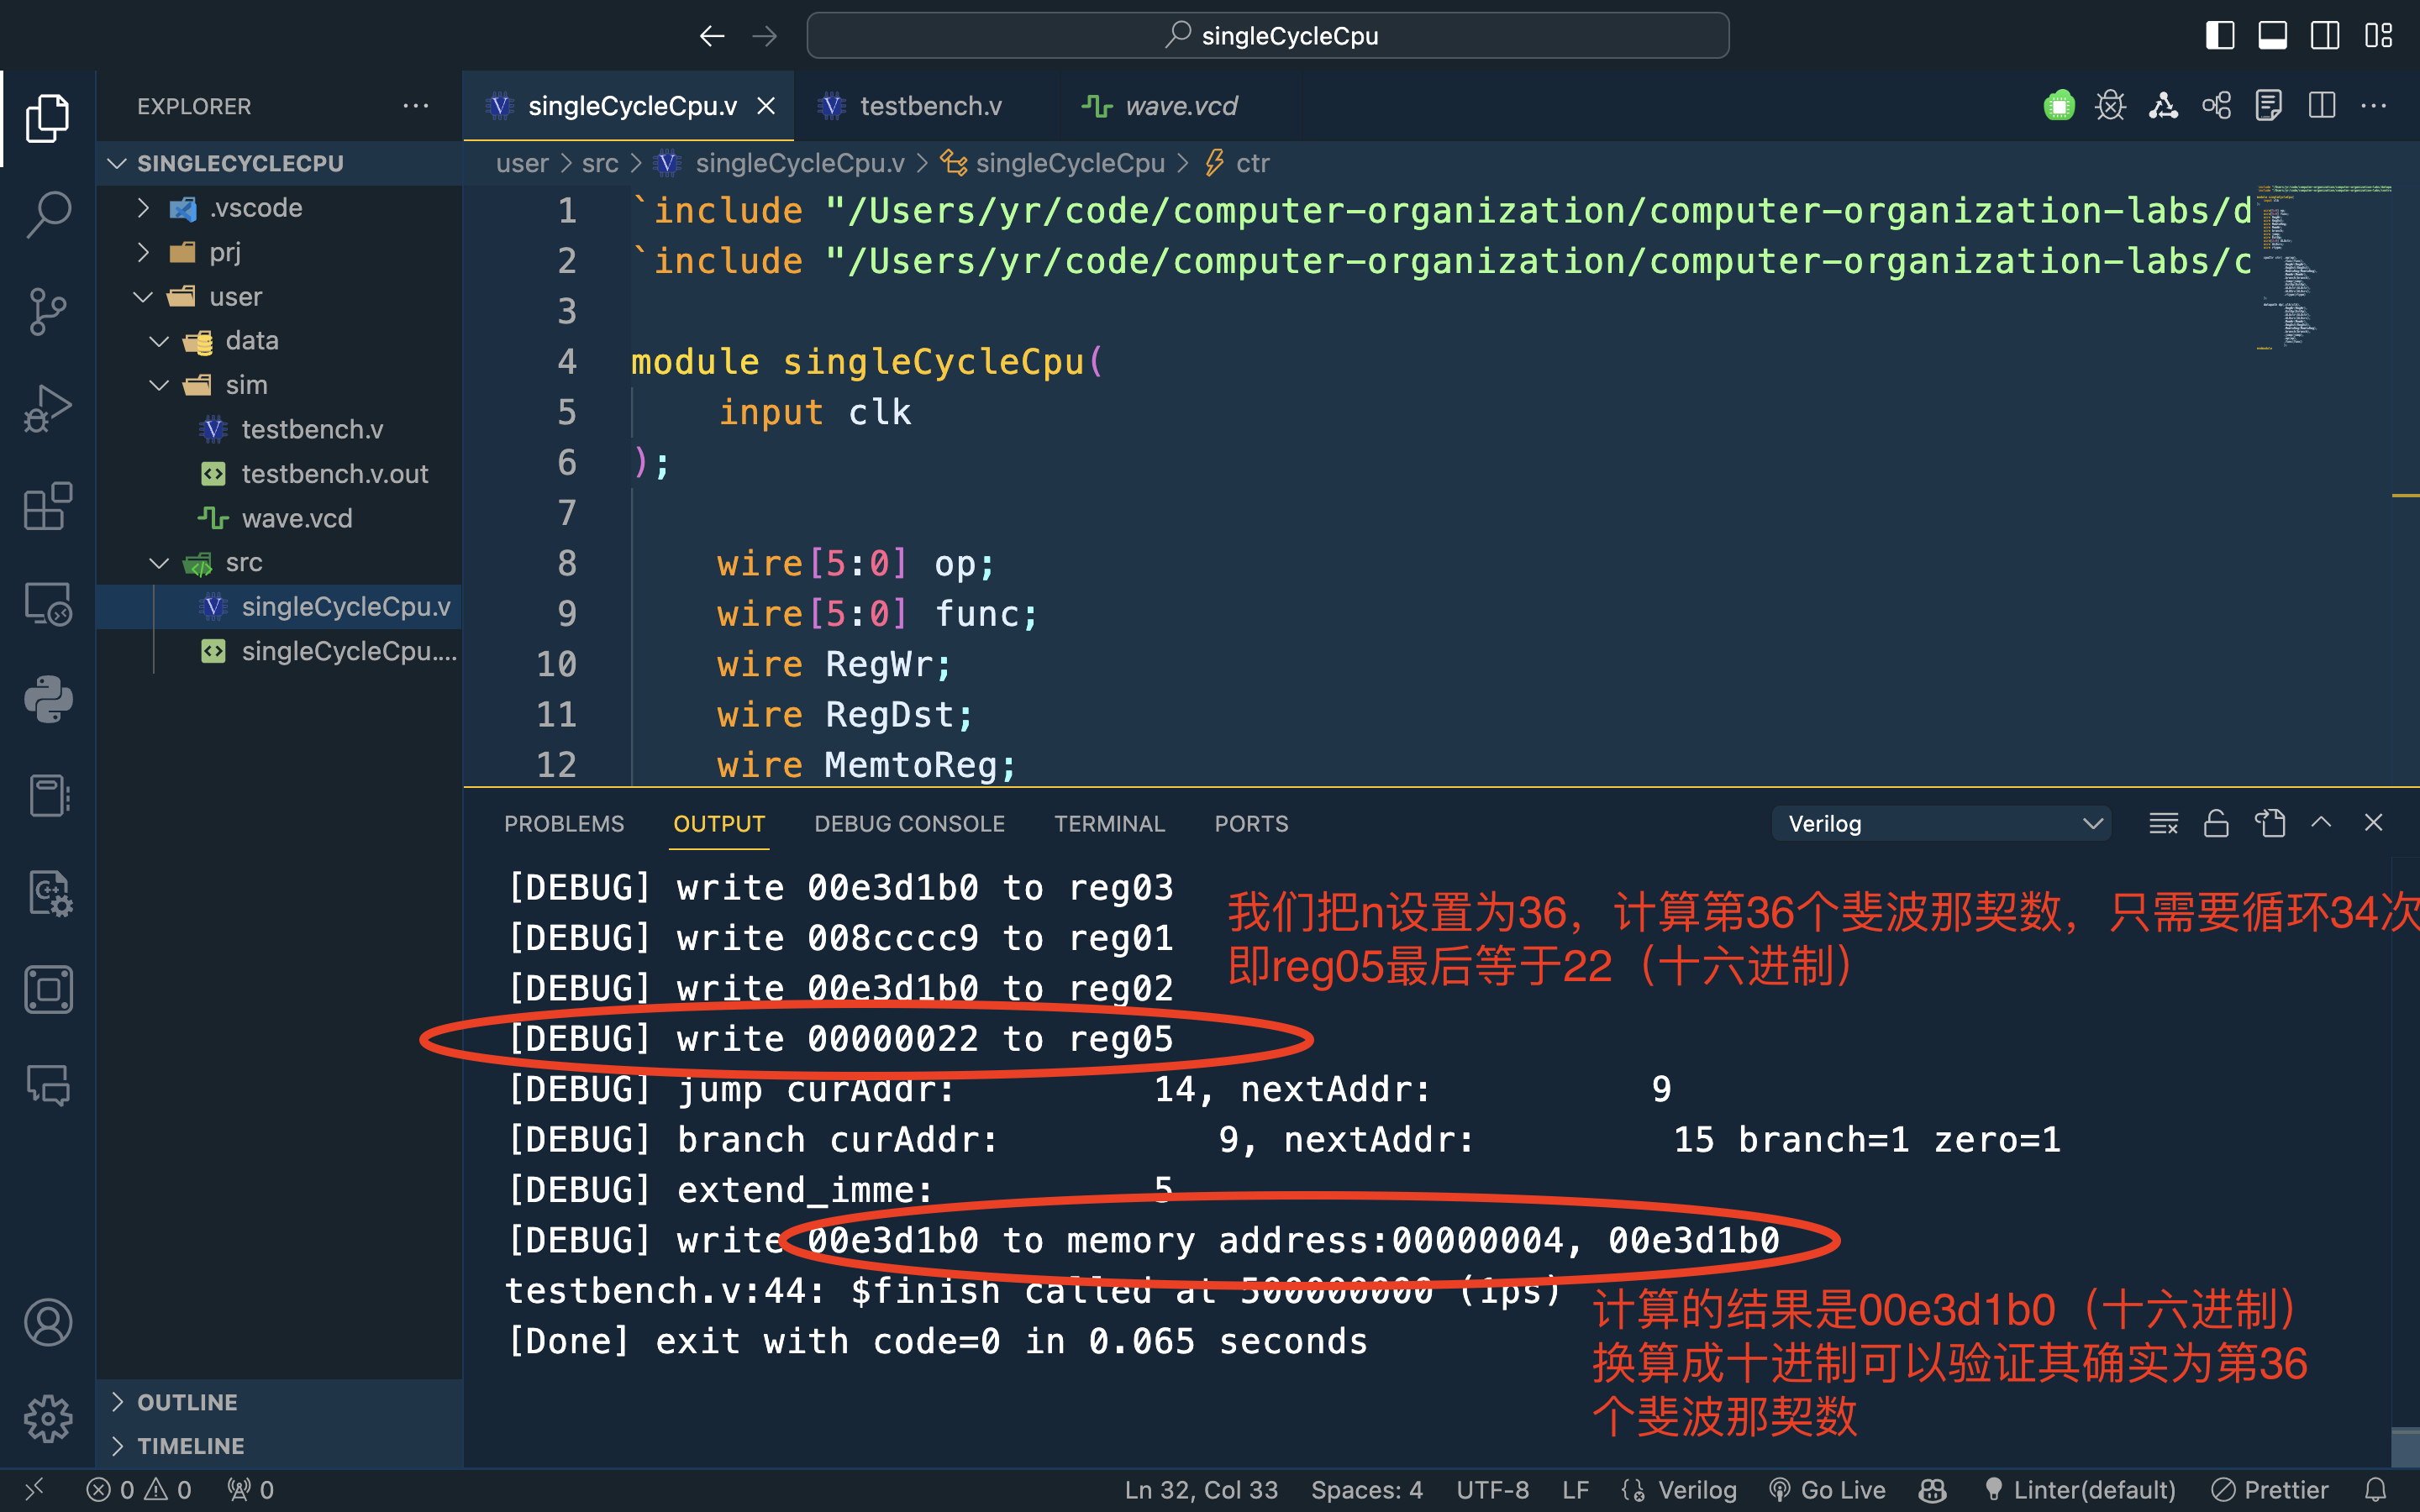 singleCycleCpu
EXPLORER
singleCycleCpu.v
testbench.v
wave.vcd
SINGLECYCLECPU
.vscode
prj
user
data
sim
testbench.v
testbench.v.out
wave.vcd
src
singleCycleCpu.v
singleCycleCpu....
OUTLINE
TIMELINE
user > src > singleCycleCpu.v > singleCycleCpu > ctr
1 `include "/Users/yr/code/computer-organization/computer-organization-labs/d
2 `include "/Users/yr/code/computer-organization/computer-organization-labs/c
3
4 module singleCycleCpu(
5 input clk
6 );
7
8 wire[5:0] op;
9 wire[5:0] func;
10 wire RegWr;
11 wire RegDst;
12 wire MemtoReg;
PROBLEMS OUTPUT DEBUG CONSOLE TERMINAL PORTS
Verilog
[DEBUG] write 00e3d1b0 to reg03
[DEBUG] write 008cccc9 to reg01
[DEBUG] write 00e3d1b0 to reg02
[DEBUG] write 00000022 to reg05
[DEBUG] jump curAddr: 14, nextAddr: 9
[DEBUG] branch curAddr: 9, nextAddr: 15 branch=1 zero=1
[DEBUG] extend_imme: 5
[DEBUG] write 00e3d1b0 to memory address:00000004, 00e3d1b0
testbench.v:44: $finish called at 500000000 (1ps)
[Done] exit with code=0 in 0.065 seconds
我们把n设置为36，计算第36个斐波那契数，只需要循环34次
即reg05最后等于22（十六进制）
计算的结果是00e3d1b0（十六进制）
换算成十进制可以验证其确实为第36
个斐波那契数
0 0 0
Ln 32, Col 33 Spaces: 4 UTF-8 LF Verilog Go Live Linter(default) Prettier